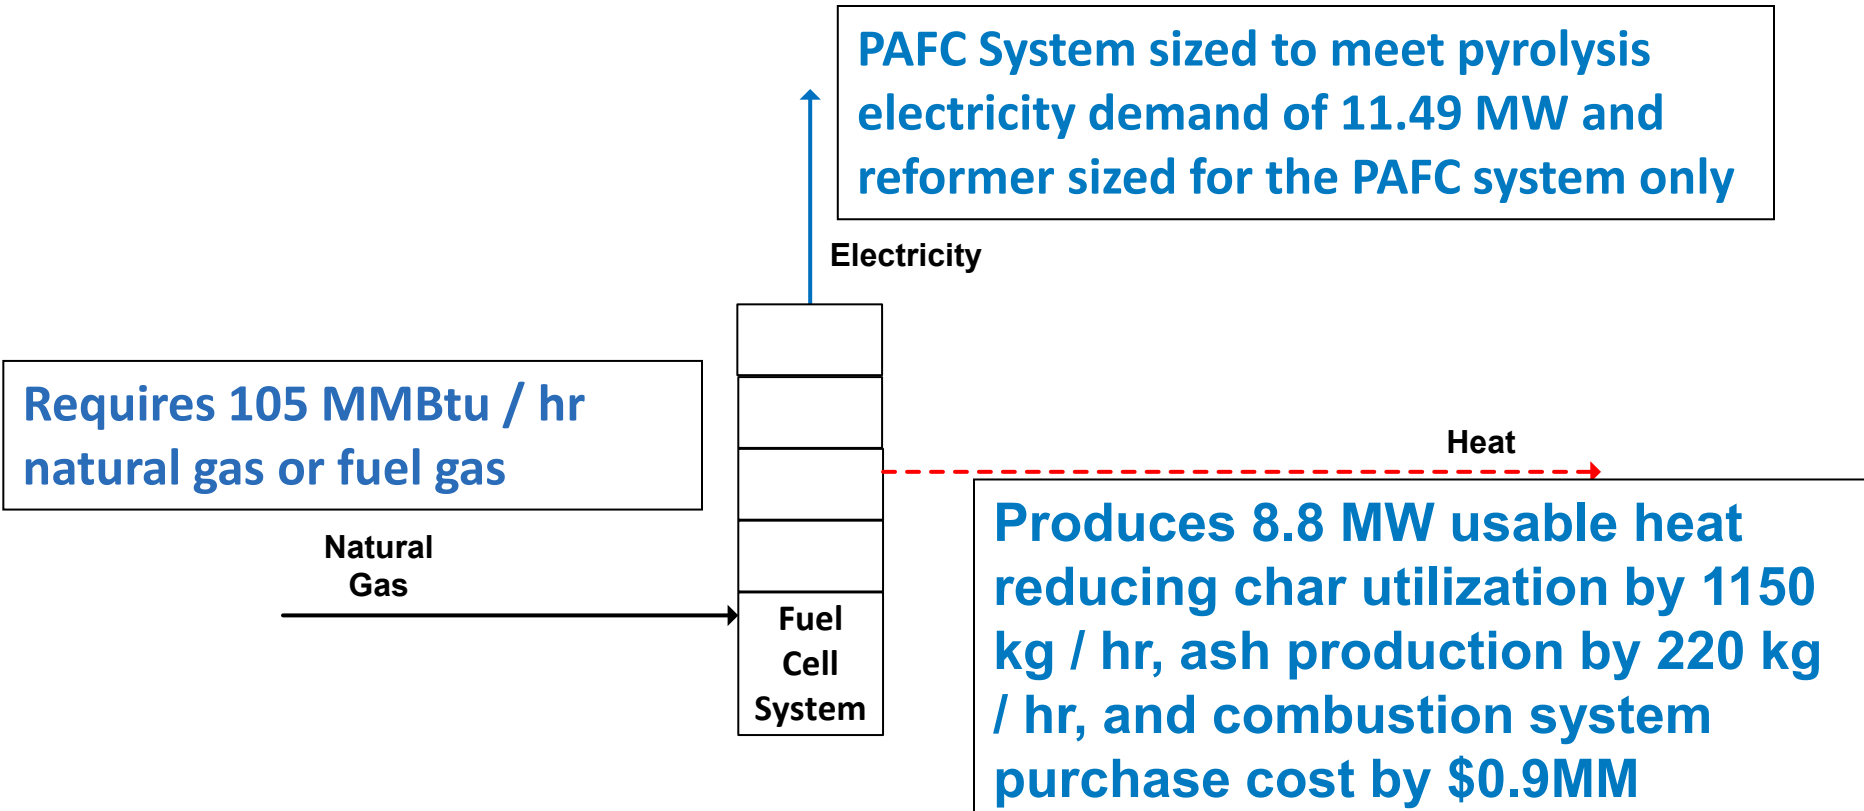 PAFC System sized to meet pyrolysis
electricity demand of 11.49 MW and
reformer sized for the PAFC system only
Electricity
Requires 105 MMBtu / hr
natural gas or fuel gas
Natural
Gas
Fuel
Cell
System
Heat
Produces 8.8 MW usable heat
reducing char utilization by 1150
kg / hr, ash production by 220 kg
/ hr, and combustion system
purchase cost by $0.9MM